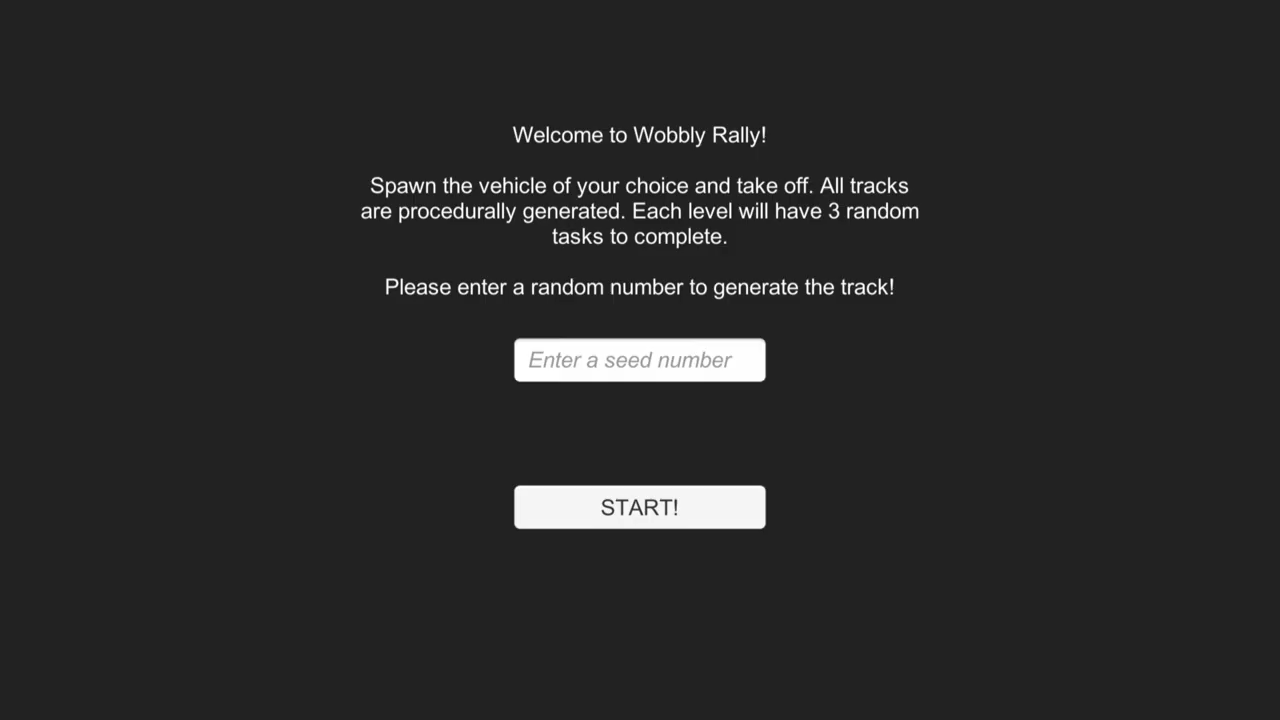 Welcome to Wobbly Rally!
Spawn the vehicle of your choice and take off. All tracks
are procedurally generated. Each level will have 3 random
tasks to complete.
Please enter a random number to generate the track!
Enter a seed number
START!